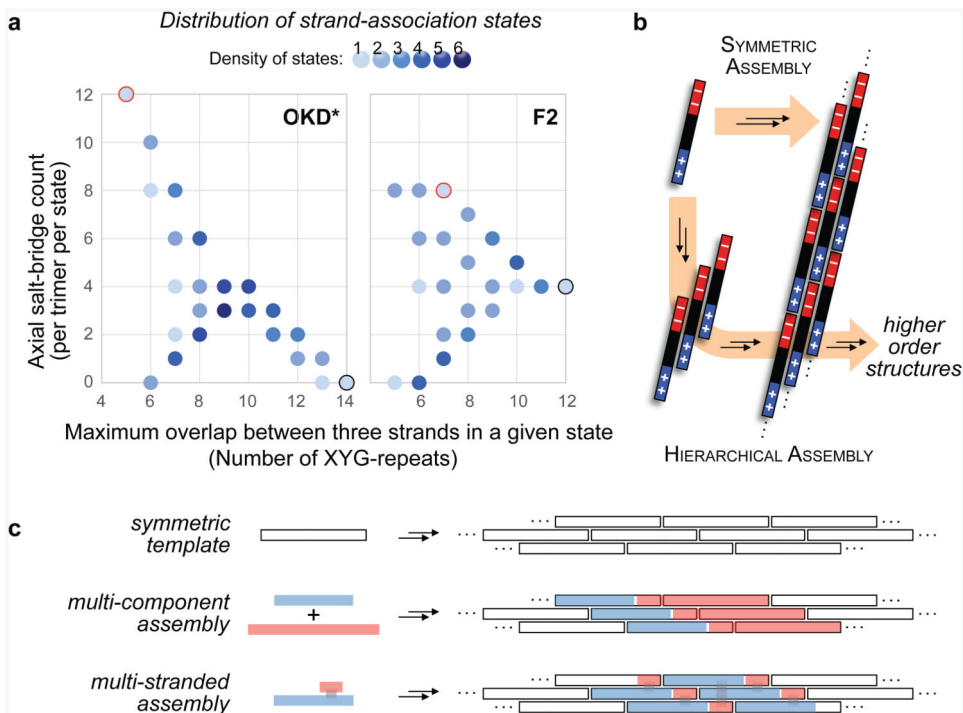 a
Distribution of strand-association states
Density of states: 1 2 3 4 5 6
OKD*
F2
Axial salt-bridge count
(per trimer per state)
12
10
8
6
4
2
0
4 6 8 10 12 14
6 8 10 12
Maximum overlap between three strands in a given state
(Number of XYG-repeats)
b
SYMMETRIC
ASSEMBLY
higher
order
structures
HIERARCHICAL ASSEMBLY
c
symmetric
template
multi-component
assembly
+
multi-stranded
assembly